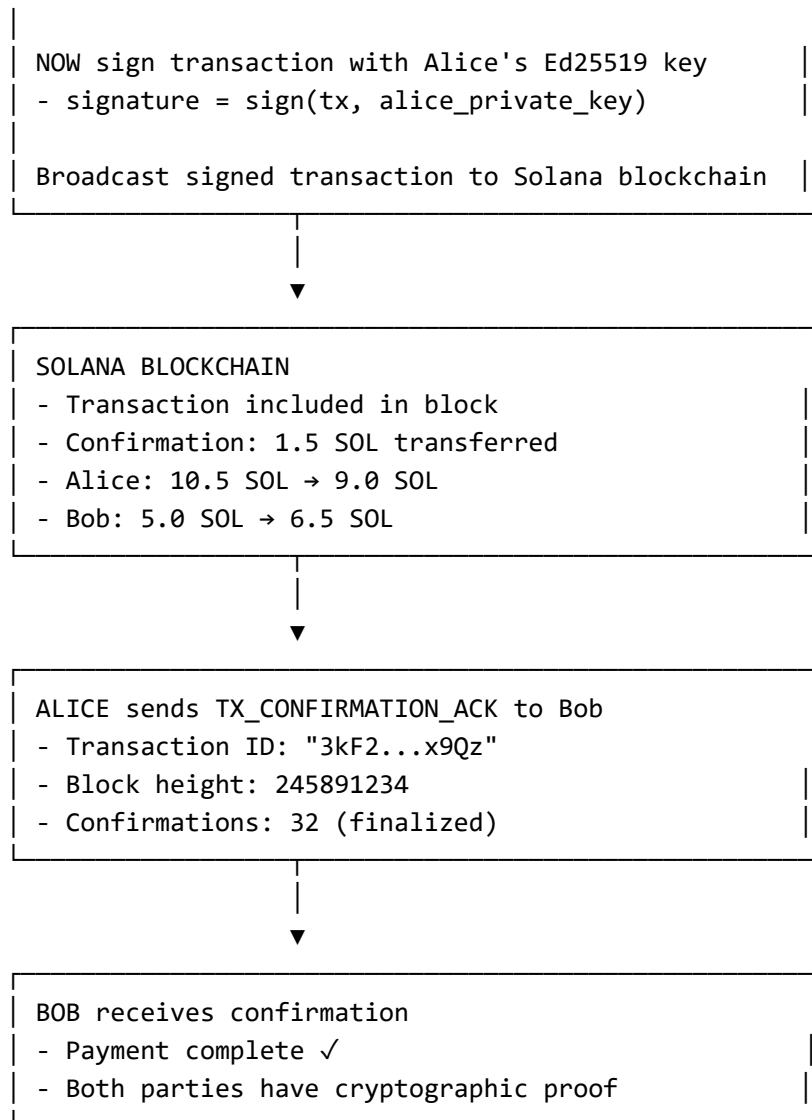 NOW sign transaction with Alice's Ed25519 key
- signature = sign(tx, alice_private_key)
Broadcast signed transaction to Solana blockchain
SOLANA BLOCKCHAIN
- Transaction included in block
- Confirmation: 1.5 SOL transferred
- Alice: 10.5 SOL → 9.0 SOL
- Bob: 5.0 SOL → 6.5 SOL
ALICE sends TX_CONFIRMATION_ACK to Bob
- Transaction ID: "3kF2...x9Qz"
- Block height: 245891234
- Confirmations: 32 (finalized)
BOB receives confirmation
- Payment complete ✓
- Both parties have cryptographic proof